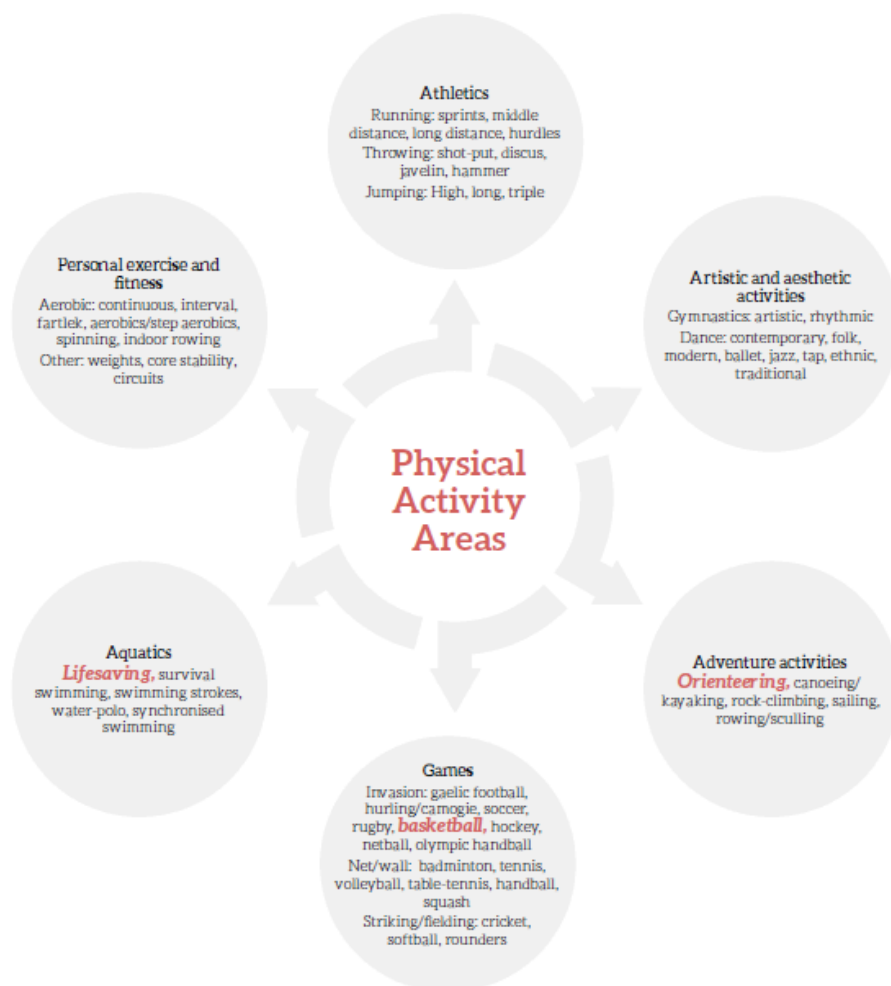 Athletics
Running: sprints, middle
distance, long distance, hurdles
Throwing: shot-put, discus,
javelin, hammer
Jumping: High, long, triple
Personal exercise and
fitness
Aerobic: continuous, interval,
fartlek, aerobics/step aerobics,
spinning, indoor rowing
Other: weights, core stability,
circuits
Artistic and aesthetic
activities
Gymnastics: artistic, rhythmic
Dance: contemporary, folk,
modern, ballet, jazz, tap, ethnic,
traditional
Physical
Activity
Areas
Aquatics
Lifesaving, survival
swimming, swimming strokes,
water-polo, synchronised
swimming
Adventure activities
Orienteering, canoeing/
kayaking, rock-climbing, sailing,
rowing/sculling
Games
Invasion: gaelic football,
hurling/camogie, soccer,
rugby, basketball, hockey,
netball, olympic handball
Net/wall: badminton, tennis,
volleyball, table-tennis, handball,
squash
Striking/fielding: cricket,
softball, rounders